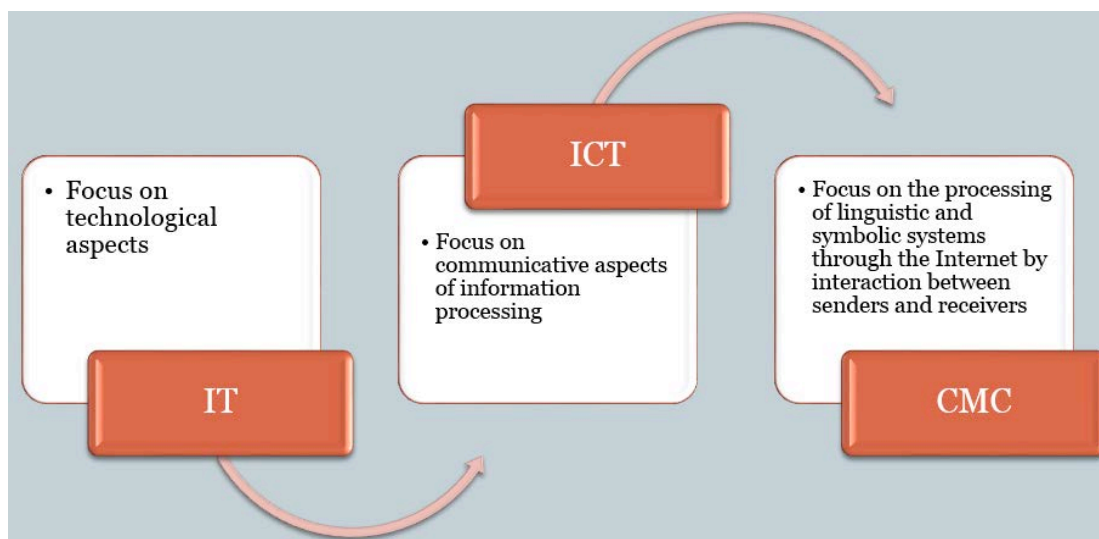 • Focus on
technological
aspects
IT
ICT
• Focus on
communicative aspects
of information
processing
• Focus on the processing
of linguistic and
symbolic systems
through the Internet by
interaction between
senders and receivers
CMC